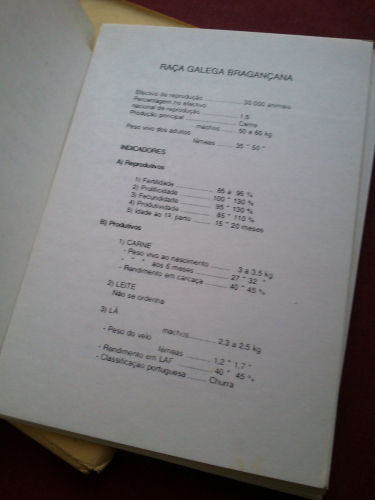 RAÇA GALEGA BRAGANÇANA
Efectivo de reprodução ............ 30 000 animais
Percentagem no efectivo
nacional de reprodução ............ 1,5
Produção principal ............ Carne
Peso vivo dos adultos machos ...... 50 a 60 kg
fêmeas ...... 35 " 50 "
INDICADORES
A) Reprodutivos
1) Fertilidade ............ 85 a 95 %
2) Prolificidade ............ 100 " 130 %
3) Fecundidade ............ 95 " 130 %
4) Produtividade ............ 85 " 110 %
5) Idade ao 1º. parto ...... 15 " 20 meses
B) Produtivos
1) CARNE
- Peso vivo ao nascimento ...... 3 a 3,5 kg
- " " aos 6 meses ............ 27 " 32 "
- Rendimento em carcaça ...... 40 " 45 %
2) LEITE
Não se ordenha
3) LÃ
machos ......... 2,3 a 2,5 kg
- Peso do velo
fêmeas ......... 1,2 " 1,7 "
- Rendimento em LAF ............ 40 " 45 %
- Classificação portuguesa ...... Churra